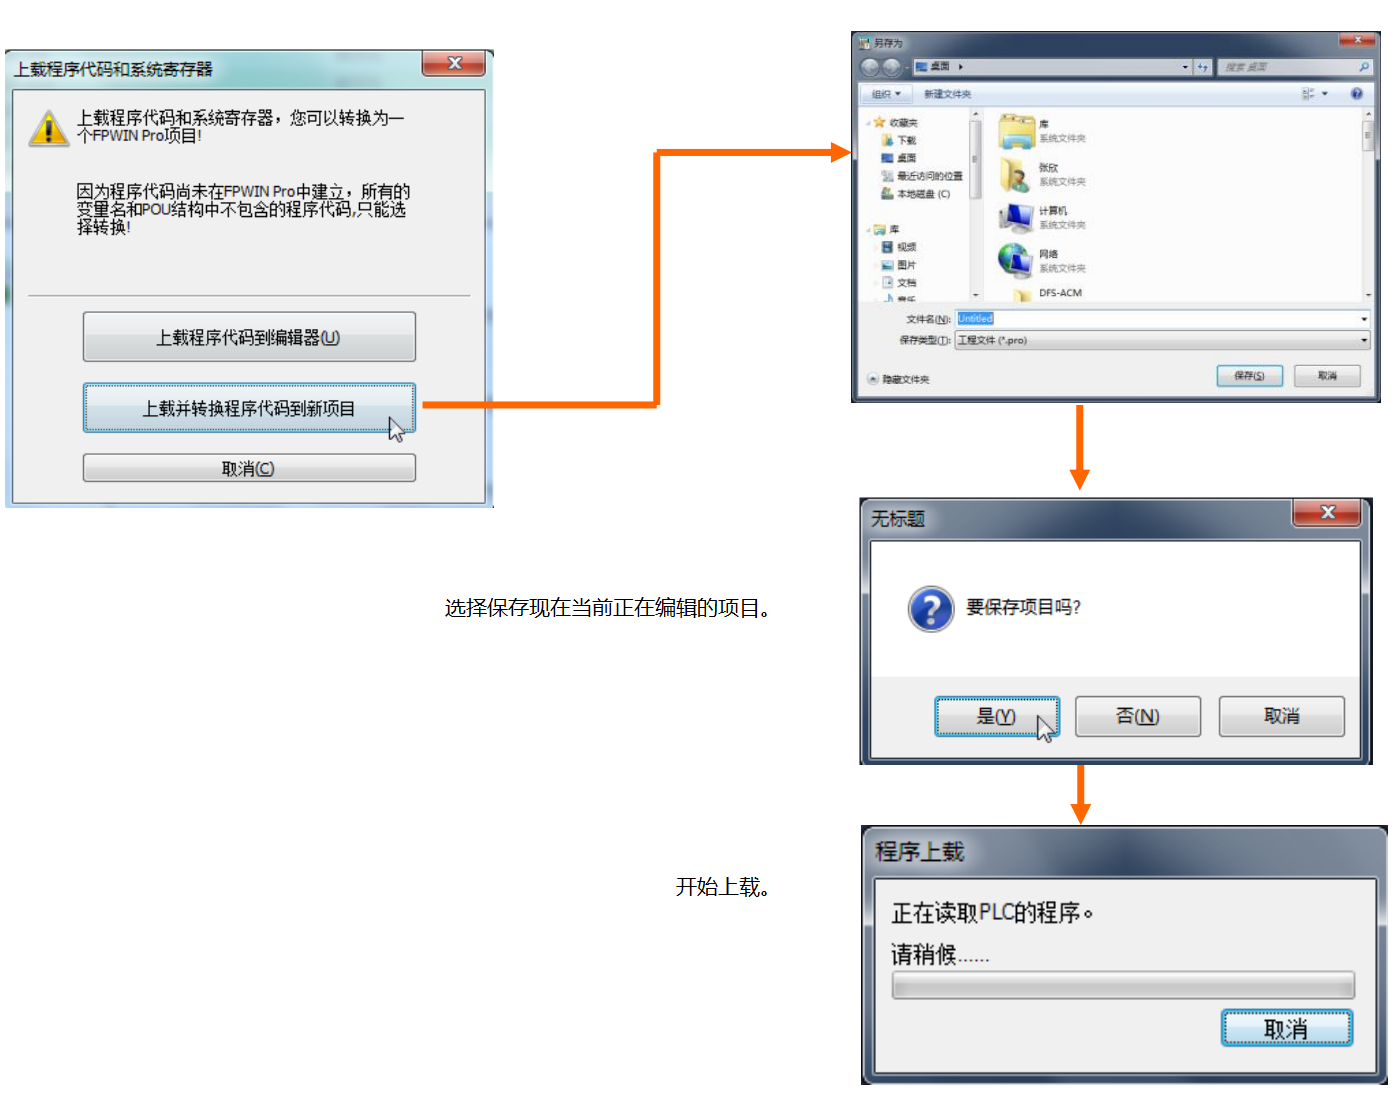 上载程序代码和系统寄存器
上载程序代码和系统寄存器，您可以转换为一
个FPWIN Pro项目!
因为程序代码尚未在FPWIN Pro中建立，所有的
变量名和POU结构中不包含的程序代码,只能选
择转换!
上载程序代码到编辑器(U)
上载并转换程序代码到新项目
取消(C)
另存为
桌面
搜索 桌面
组织
新建文件夹
收藏夹
下载
桌面
最近访问的位置
本地磁盘 (C)
库
视频
图片
文档
音乐
库
系统文件夹
张欣
系统文件夹
计算机
系统文件夹
网络
系统文件夹
DFS-ACM
文件名(N):
Untitled
保存类型(T):
工程文件 (*.pro)
隐藏文件夹
保存(S)
取消
选择保存现在当前正在编辑的项目。
无标题
要保存项目吗?
是(Y)
否(N)
取消
开始上载。
程序上载
正在读取PLC的程序。
请稍候......
取消